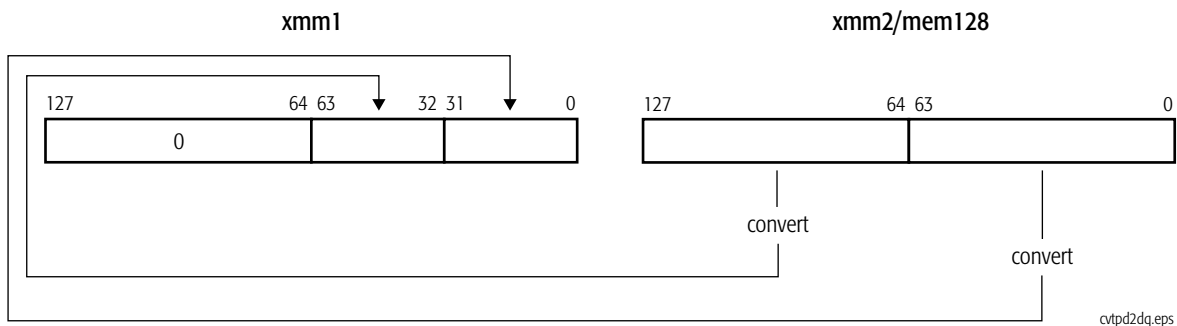 xmm1 xmm2/mem128
127 64 63 32 31 0 127 64 63 0
0
convert
convert
cvtpd2dq.eps